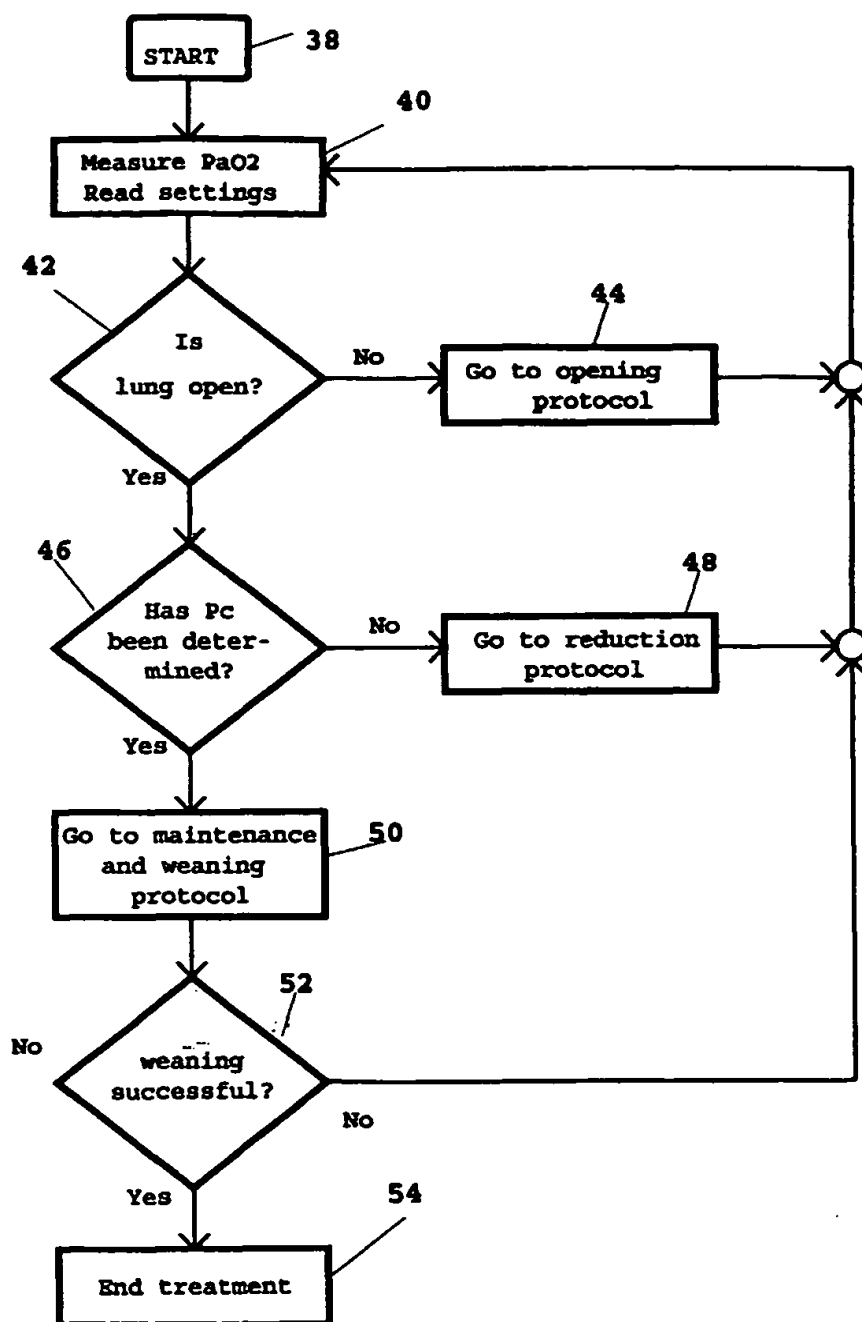 START
38
40
Measure PaO2
Read settings
42
Is
lung open?
No
44
Go to opening
protocol
Yes
46
Has Pc
been deter-
mined?
No
48
Go to reduction
protocol
Yes
Go to maintenance
and weaning
protocol
50
52
No
weaning
successful?
No
Yes
54
End treatment